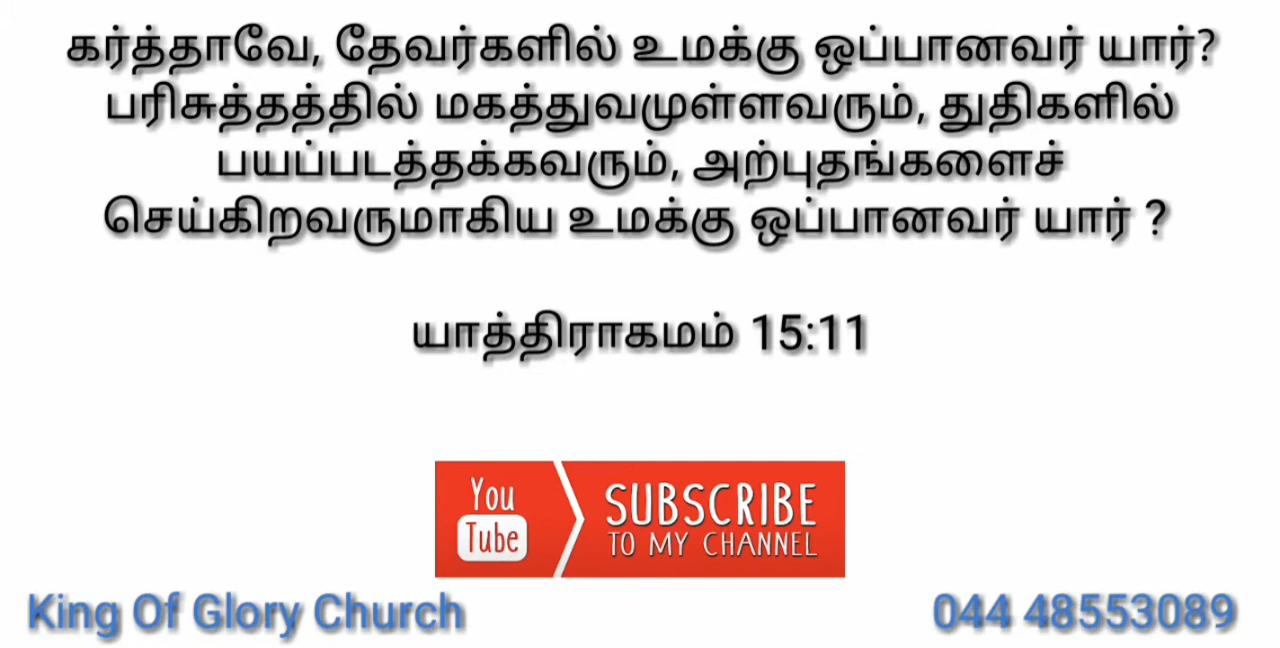 கர்த்தாவே, தேவர்களில் உமக்கு ஒப்பானவர் யார்?
பரிசுத்தத்தில் மகத்துவமுள்ளவரும், துதிகளில்
பயப்படத்தக்கவரும், அற்புதங்களைச்
செய்கிறவருமாகிய உமக்கு ஒப்பானவர் யார் ?
யாத்திராகமம் 15:11
You
Tube
SUBSCRIBE
TO MY CHANNEL
King Of Glory Church
044 48553089